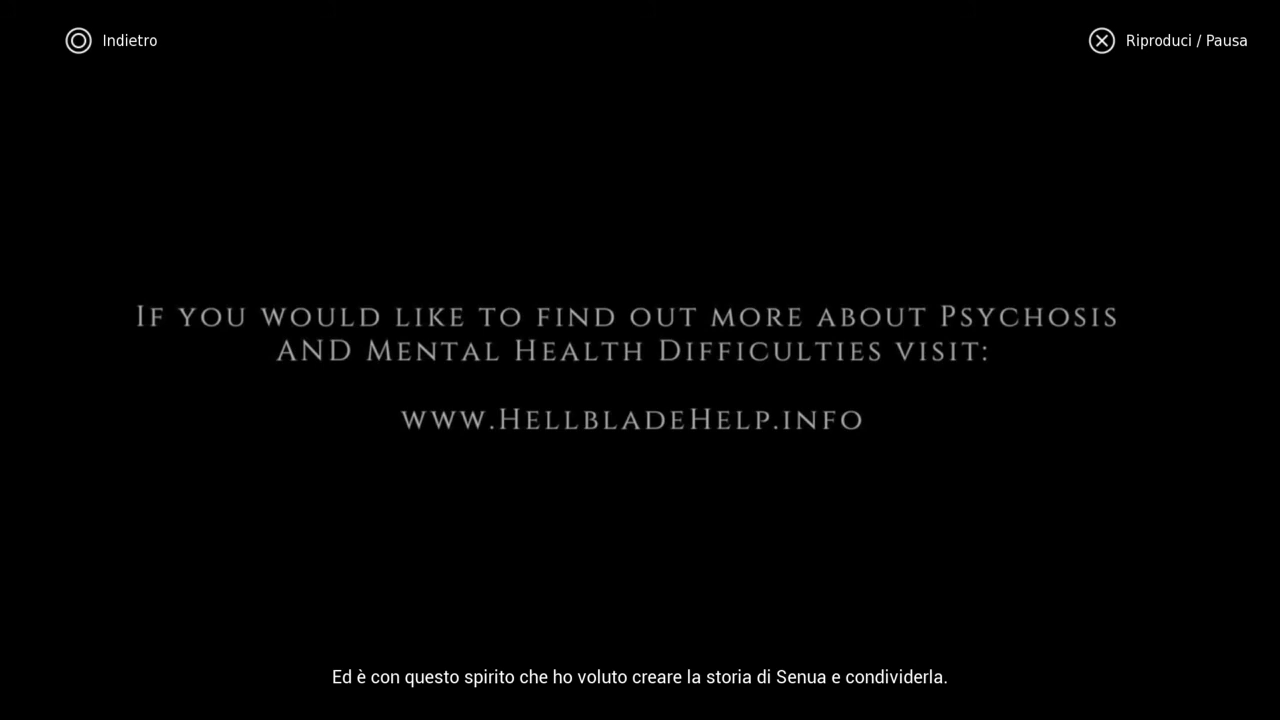 Indietro
Riproduci / Pausa
If you would like to find out more about Psychosis
and Mental Health Difficulties visit:
www.HellbladeHelp.info
Ed è con questo spirito che ho voluto creare la storia di Senua e condividerla.